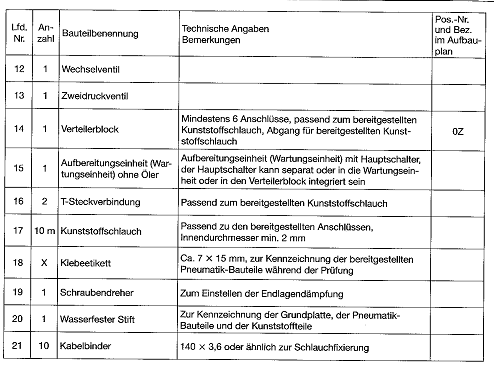 Lfd. Nr.
An-zahl
Bauteilbenennung
Technische Angaben
Bemerkungen
Pos.-Nr.
und Bez.
im Aufbau-
plan
12 1 Wechselventil
13 1 Zweidruckventil
14 1 Verteilerblock
Mindestens 6 Anschlüsse, passend zum bereitgestellten
Kunststoffschlauch, Abgang für bereitgestellten Kunst-
stoffschlauch
0Z
15 1 Aufbereitungseinheit (War-
tungseinheit) ohne Öler
Aufbereitungseinheit (Wartungseinheit) mit Hauptschalter,
der Hauptschalter kann separat oder in die Wartungsein-
heit oder in den Verteilerblock integriert sein
16 2 T-Steckverbindung Passend zum bereitgestellten Kunststoffschlauch
17 10 m Kunststoffschlauch
Passend zu den bereitgestellten Anschlüssen,
Innendurchmesser min. 2 mm
18 X Klebeetikett
Ca. 7 × 15 mm, zur Kennzeichnung der bereitgestellten
Pneumatik-Bauteile während der Prüfung
19 1 Schraubendreher Zum Einstellen der Endlagendämpfung
20 1 Wasserfester Stift
Zur Kennzeichnung der Grundplatte, der Pneumatik-
Bauteile und der Kunststoffteile
21 10 Kabelbinder 140 × 3,6 oder ähnlich zur Schlauchfixierung